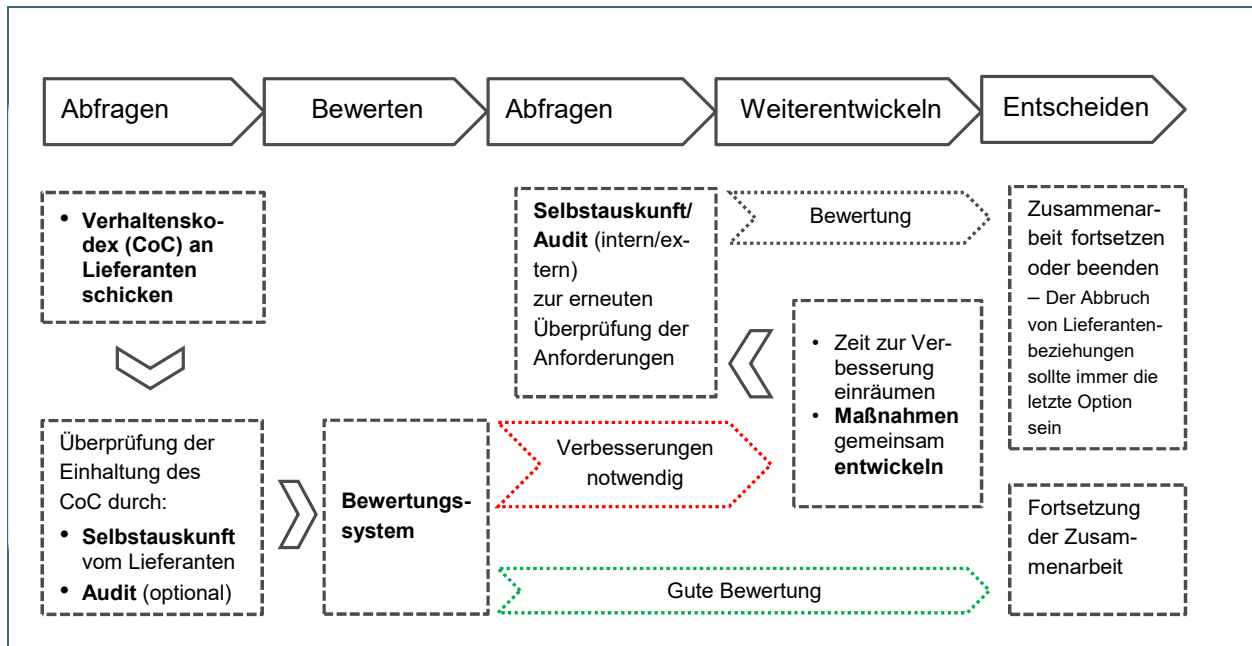 Abfragen
Bewerten
Abfragen
Weiterentwickeln
Entscheiden
• Verhaltensko-
dex (CoC) an
Lieferanten
schicken
Überprüfung der
Einhaltung des
CoC durch:
• Selbstauskunft
vom Lieferanten
• Audit (optional)
Bewertungs-
system
Selbstauskunft/
Audit (intern/ex-
tern)
zur erneuten
Überprüfung der
Anforderungen
Bewertung
Verbesserungen
notwendig
• Zeit zur Ver-
besserung
einräumen
• Maßnahmen
gemeinsam
entwickeln
Gute Bewertung
Zusammenar-
beit fortsetzen
oder beenden
– Der Abbruch
von Lieferanten-
beziehungen
sollte immer die
letzte Option
sein
Fortsetzung
der Zusam-
menarbeit